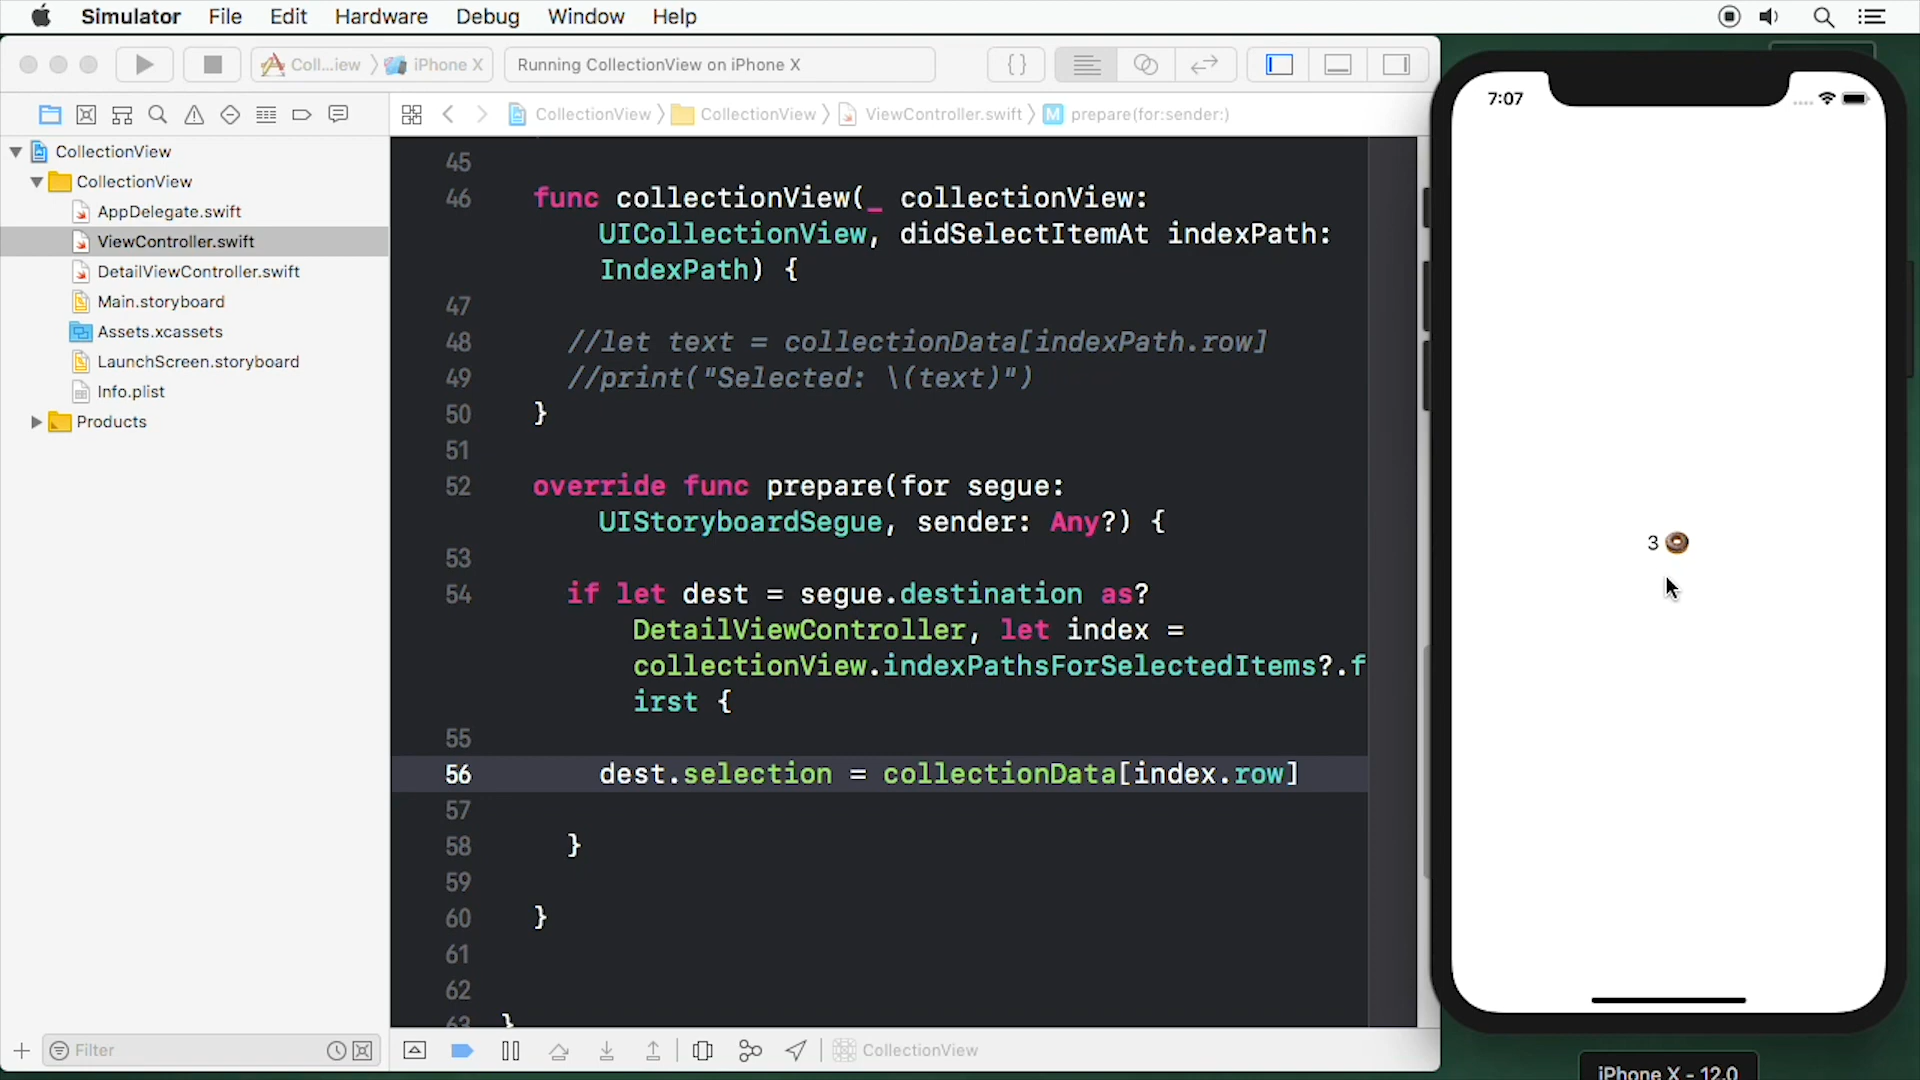 Simulator File Edit Hardware Debug Window Help
Coll...iew iPhone X
Running CollectionView on iPhone X
{}
CollectionView CollectionView ViewController.swift M prepare(for:sender:)
CollectionView
CollectionView
AppDelegate.swift
ViewController.swift
DetailViewController.swift
Main.storyboard
Assets.xcassets
LaunchScreen.storyboard
Info.plist
Products
Filter
45
46 func collectionView(_ collectionView:
UICollectionView, didSelectItemAt indexPath:
IndexPath) {
47
48 //let text = collectionData[indexPath.row]
49 //print("Selected: \(text)")
50 }
51
52 override func prepare(for segue:
UIStoryboardSegue, sender: Any?) {
53
54 if let dest = segue.destination as?
DetailViewController, let index =
collectionView.indexPathsForSelectedItems?.f
irst {
55
56 dest.selection = collectionData[index.row]
57
58 }
59
60 }
61
62
63 }
CollectionView
7:07
3 🍩
iPhone X - 12.0